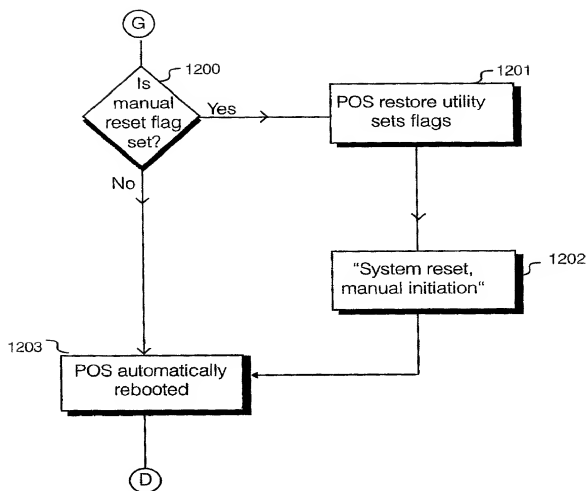 G
1200
Is
manual
reset flag
set?
Yes
No
1201
POS restore utility
sets flags
1202
"System reset,
manual initiation"
1203
POS automatically
rebooted
D